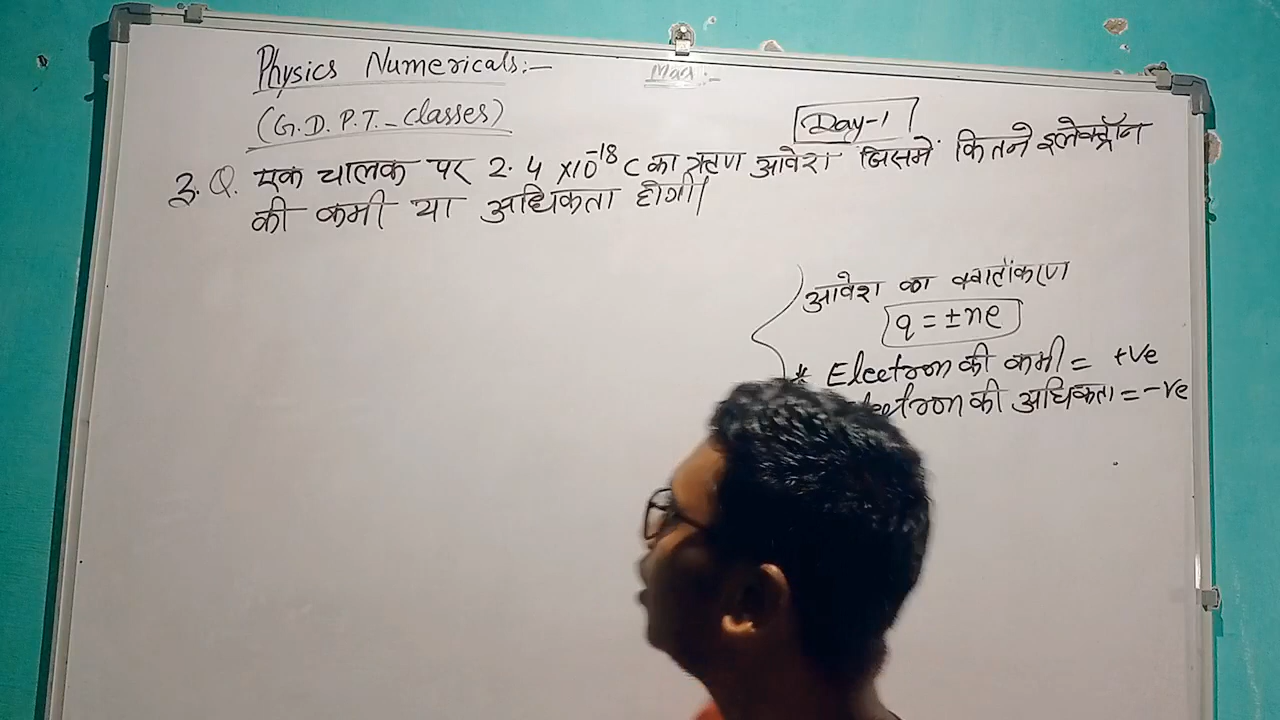 Physics Numericals:-
Max :-
(G.D.P.T.-classes)
Day-1
3.Q. एक चालक पर 2.4 ×10⁻¹⁸ C का ऋण आवेश जिसमें कितने इलेक्ट्रॉन
की कमी या अधिकता होगी।
आवेश का क्वांटीकरण
q = ±ne
* Electron की कमी = +Ve
की अधिकता = -ve